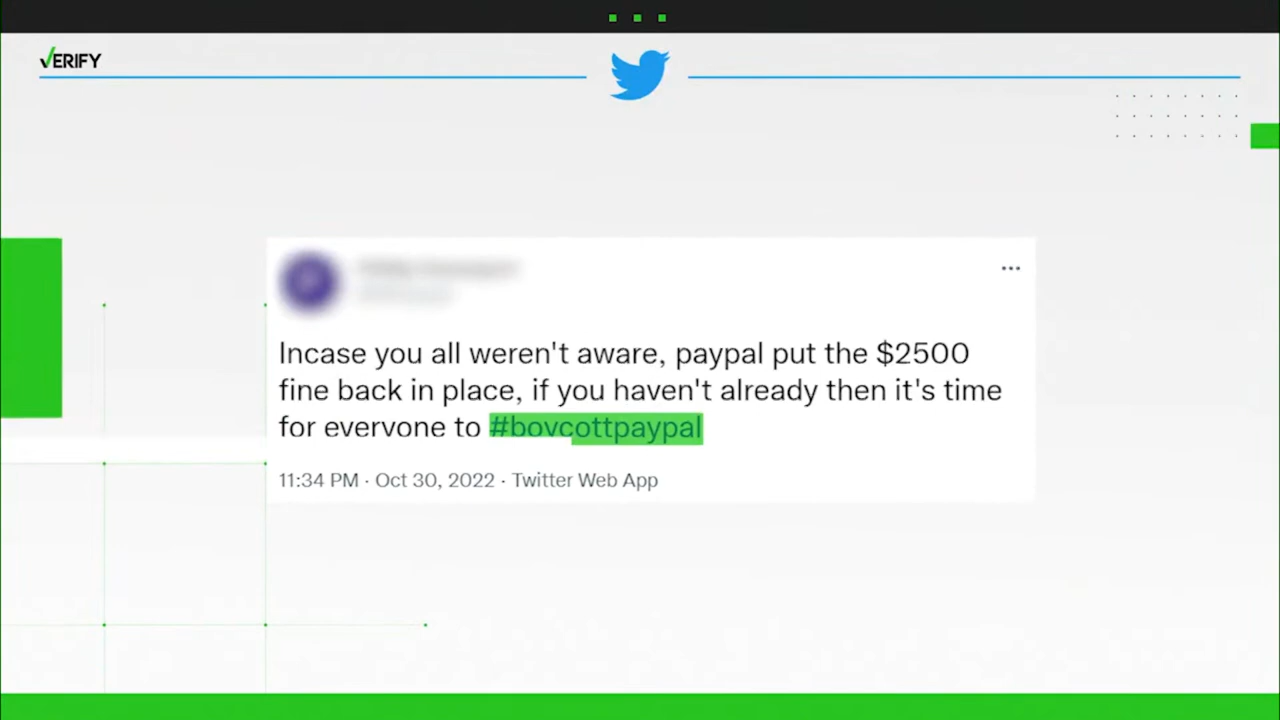 VERIFY
Incase you all weren't aware, paypal put the $2500
fine back in place, if you haven't already then it's time
for everyone to #boycottpaypal
11:34 PM · Oct 30, 2022 · Twitter Web App